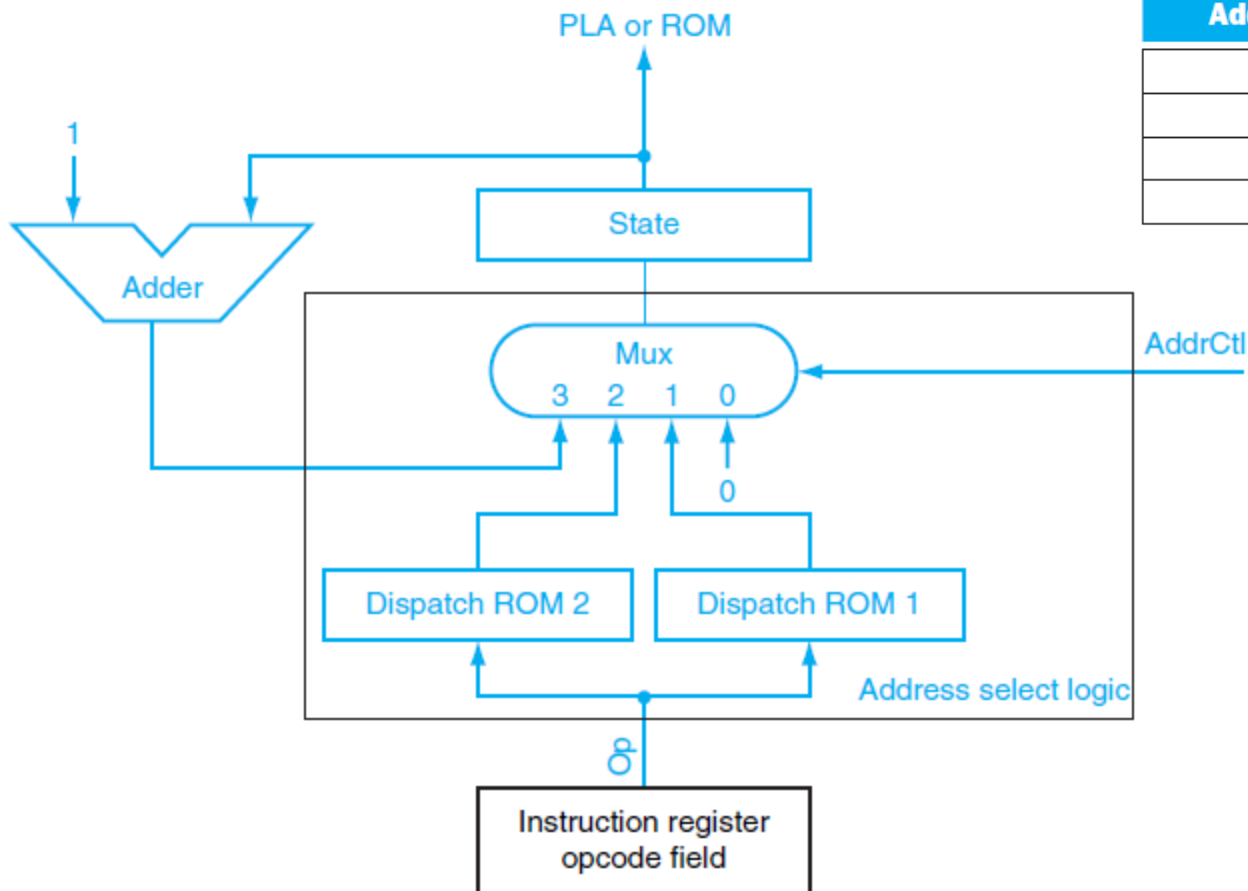 PLA or ROM
1
State
Adder
Mux
3 2 1 0
AddrCtl
0
Dispatch ROM 2
Dispatch ROM 1
Address select logic
Op
Instruction register
opcode field